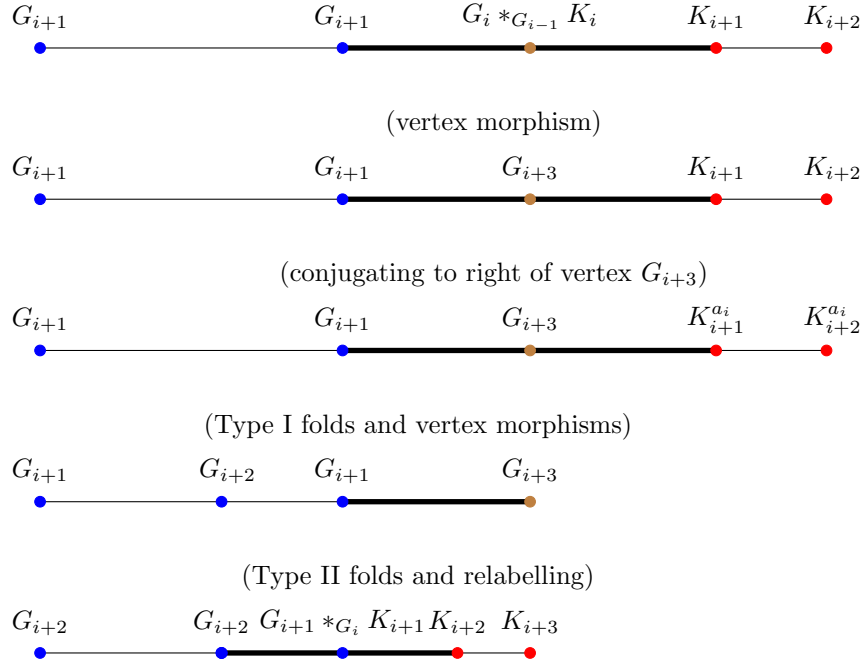 G_{i+1} G_{i+1} G_i *_{G_{i-1}} K_i K_{i+1} K_{i+2}
(vertex morphism)
G_{i+1} G_{i+1} G_{i+3} K_{i+1} K_{i+2}
(conjugating to right of vertex G_{i+3})
G_{i+1} G_{i+1} G_{i+3} K_{i+1}^{a_i} K_{i+2}^{a_i}
(Type I folds and vertex morphisms)
G_{i+1} G_{i+2} G_{i+1} G_{i+3}
(Type II folds and relabelling)
G_{i+2} G_{i+2} G_{i+1} *_{G_i} K_{i+1} K_{i+2} K_{i+3}